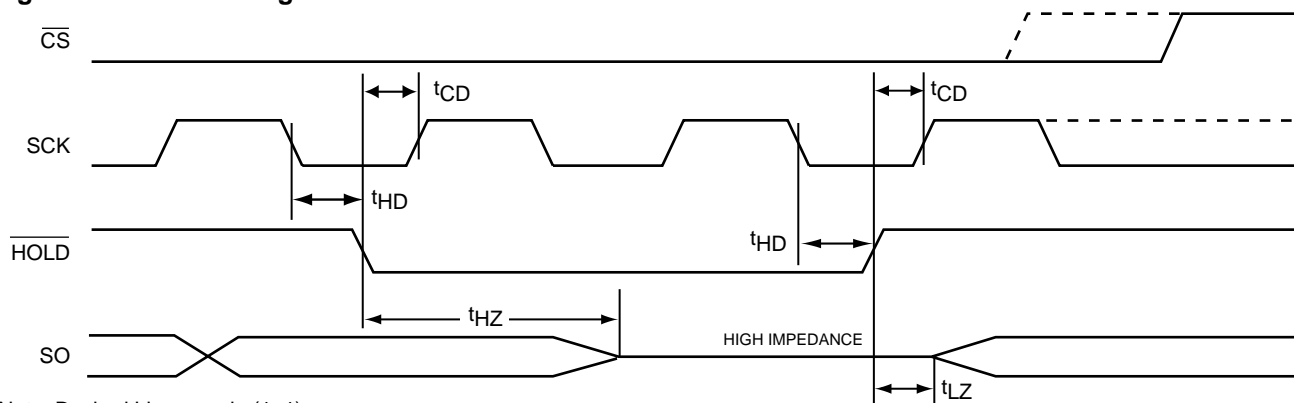 CS
tCD
tCD
SCK
tHD
HOLD
tHD
tHZ
HIGH IMPEDANCE
SO
tLZ